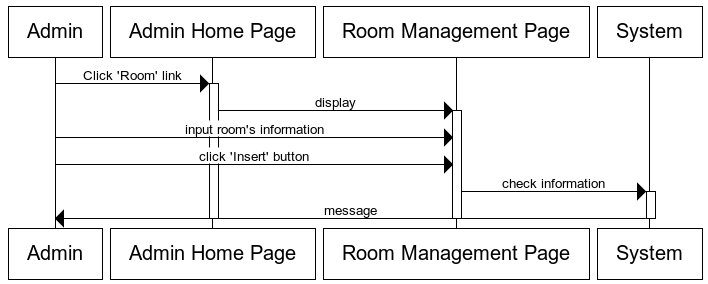 Admin
Admin Home Page
Room Management Page
System
Click 'Room' link
display
input room's information
click 'Insert' button
check information
message
Admin
Admin Home Page
Room Management Page
System